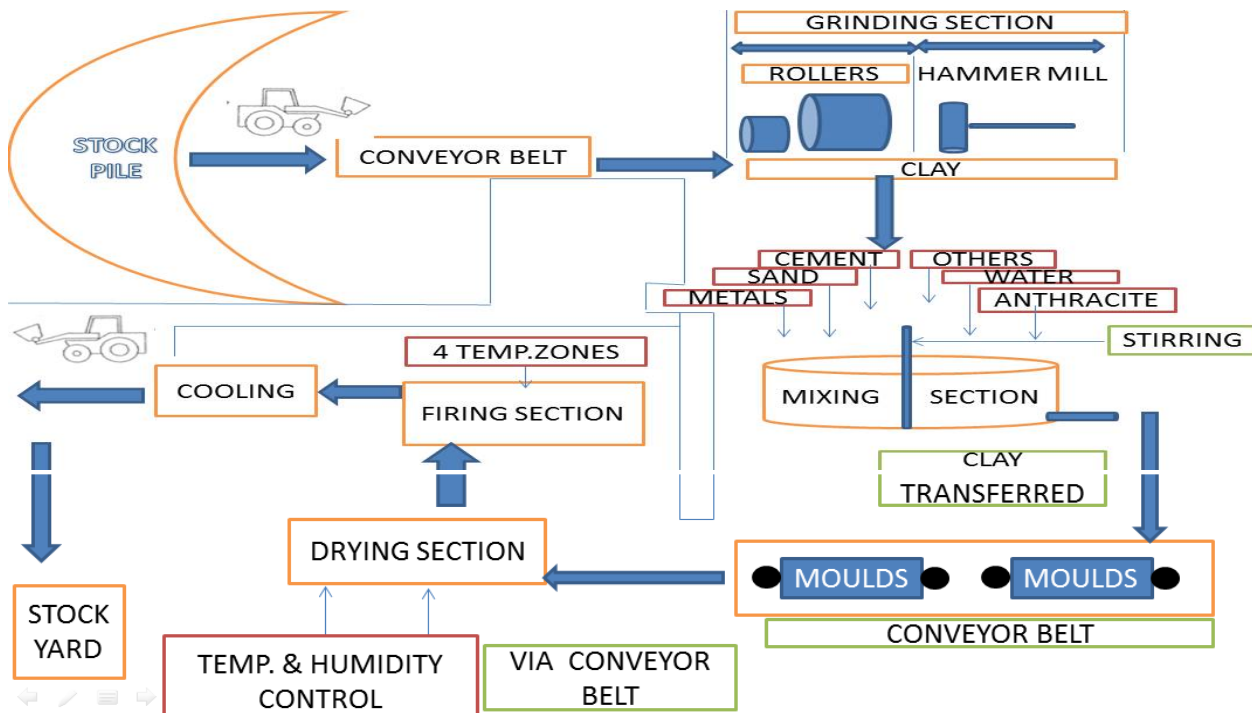 GRINDING SECTION
ROLLERS
HAMMER MILL
STOCK
PILE
CONVEYOR BELT
CLAY
CEMENT
OTHERS
SAND
WATER
METALS
ANTHRACITE
4 TEMP.ZONES
STIRRING
COOLING
FIRING SECTION
MIXING
SECTION
CLAY
TRANSFERRED
DRYING SECTION
MOULDS
MOULDS
STOCK
YARD
CONVEYOR BELT
TEMP. & HUMIDITY
CONTROL
VIA CONVEYOR
BELT